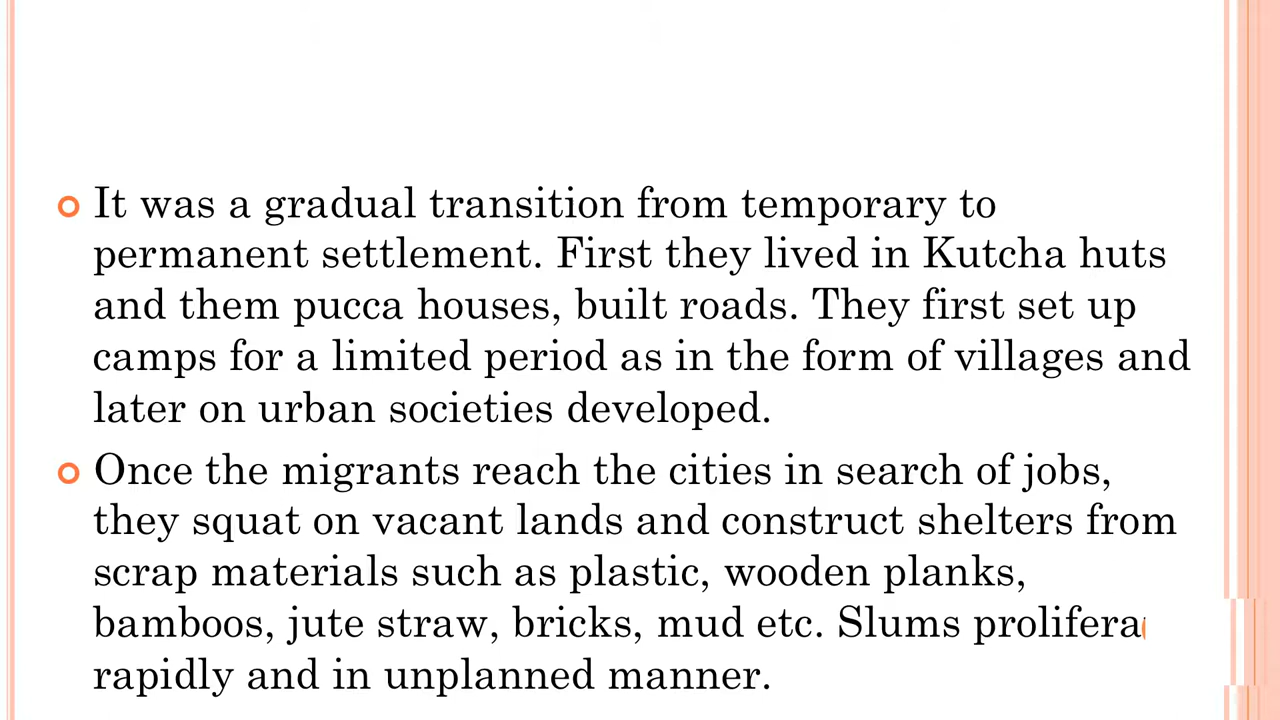 It was a gradual transition from temporary to
permanent settlement. First they lived in Kutcha huts
and them pucca houses, built roads. They first set up
camps for a limited period as in the form of villages and
later on urban societies developed.
Once the migrants reach the cities in search of jobs,
they squat on vacant lands and construct shelters from
scrap materials such as plastic, wooden planks,
bamboos, jute straw, bricks, mud etc. Slums
rapidly and in unplanned manner.